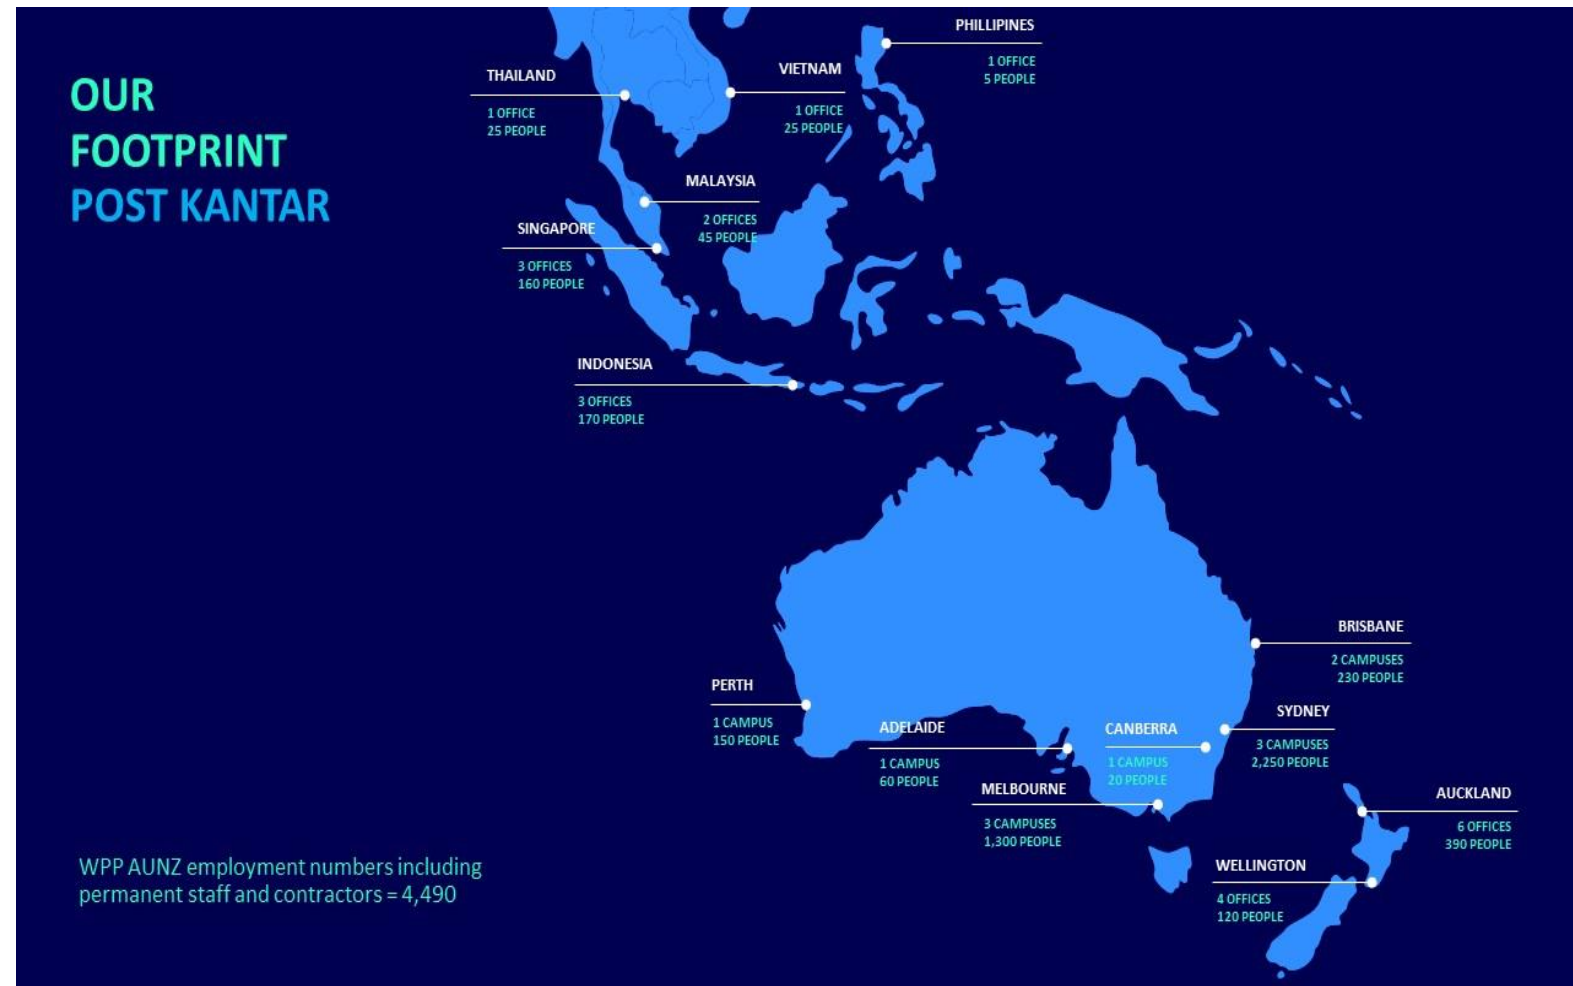 OUR
FOOTPRINT
POST KANTAR
PHILLIPINES
1 OFFICE
5 PEOPLE
THAILAND
1 OFFICE
25 PEOPLE
VIETNAM
1 OFFICE
25 PEOPLE
MALAYSIA
2 OFFICES
45 PEOPLE
SINGAPORE
3 OFFICES
160 PEOPLE
INDONESIA
3 OFFICES
170 PEOPLE
BRISBANE
2 CAMPUSES
230 PEOPLE
PERTH
1 CAMPUS
150 PEOPLE
ADELAIDE
1 CAMPUS
60 PEOPLE
CANBERRA
1 CAMPUS
20 PEOPLE
SYDNEY
3 CAMPUSES
2,250 PEOPLE
MELBOURNE
3 CAMPUSES
1,300 PEOPLE
AUCKLAND
6 OFFICES
390 PEOPLE
WELLINGTON
4 OFFICES
120 PEOPLE
WPP AUNZ employment numbers including
permanent staff and contractors = 4,490